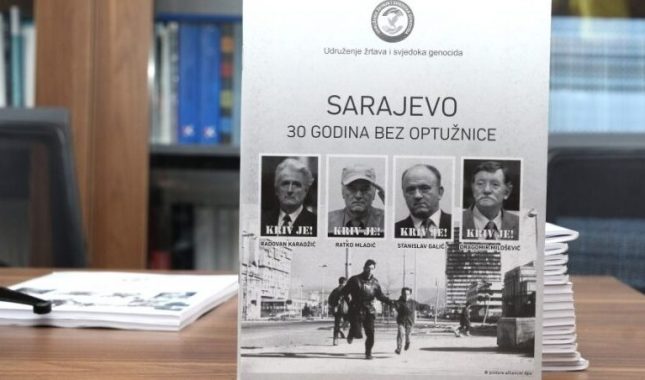 Udruženje žrtava i svjedoka genocida
SARAJEVO
30 GODINA BEZ OPTUŽNICE
KRIV JE! KRIV JE! KRIV JE! KRIV JE!
RADOVAN KARADŽIĆ RATKO MLADIĆ STANISLAV GALIĆ DRAGOMIR MILOŠEVIĆ